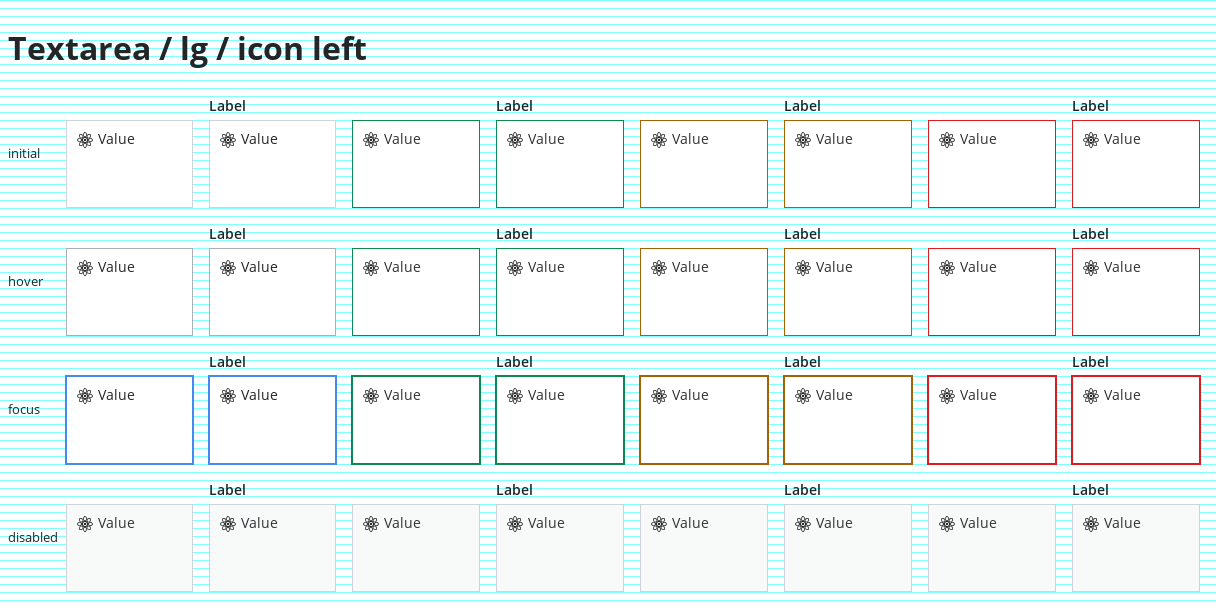 Textarea / lg / icon left
Label Label Label Label
initial Value Value Value Value Value Value Value Value
Label Label Label Label
hover Value Value Value Value Value Value Value Value
Label Label Label Label
focus Value Value Value Value Value Value Value Value
Label Label Label Label
disabled Value Value Value Value Value Value Value Value